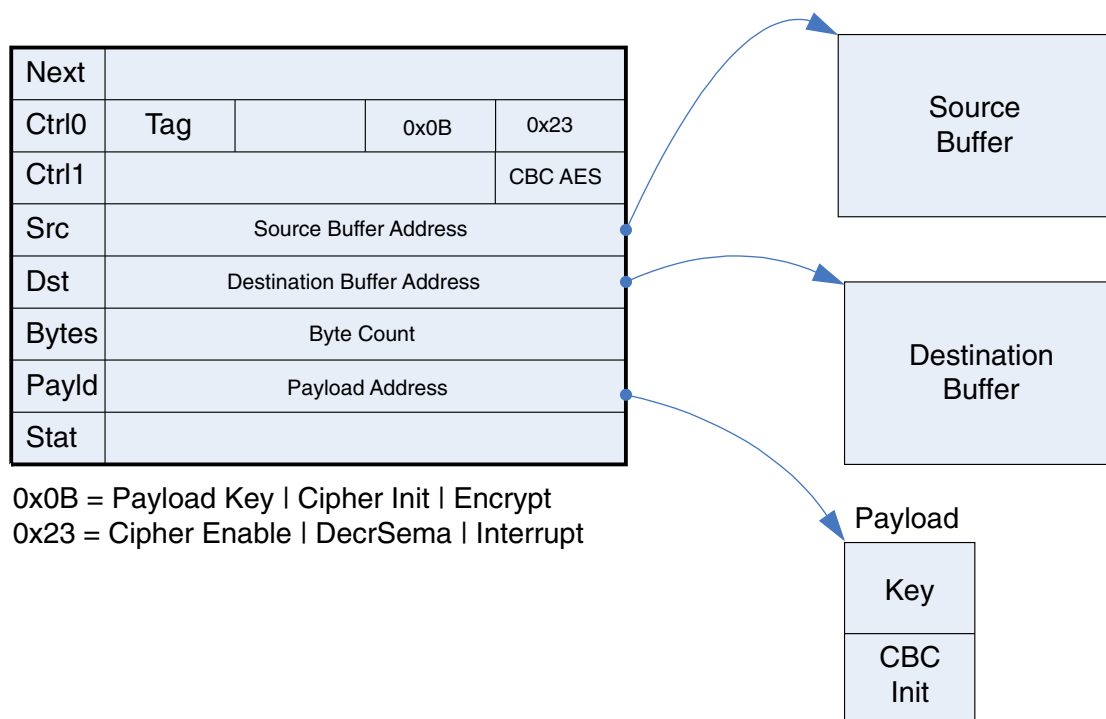 Next
Ctrl0 Tag 0x0B 0x23
Ctrl1 CBC AES
Src Source Buffer Address
Dst Destination Buffer Address
Bytes Byte Count
Payld Payload Address
Stat
0x0B = Payload Key | Cipher Init | Encrypt
0x23 = Cipher Enable | DecrSema | Interrupt
Source
Buffer
Destination
Buffer
Payload
Key
CBC
Init